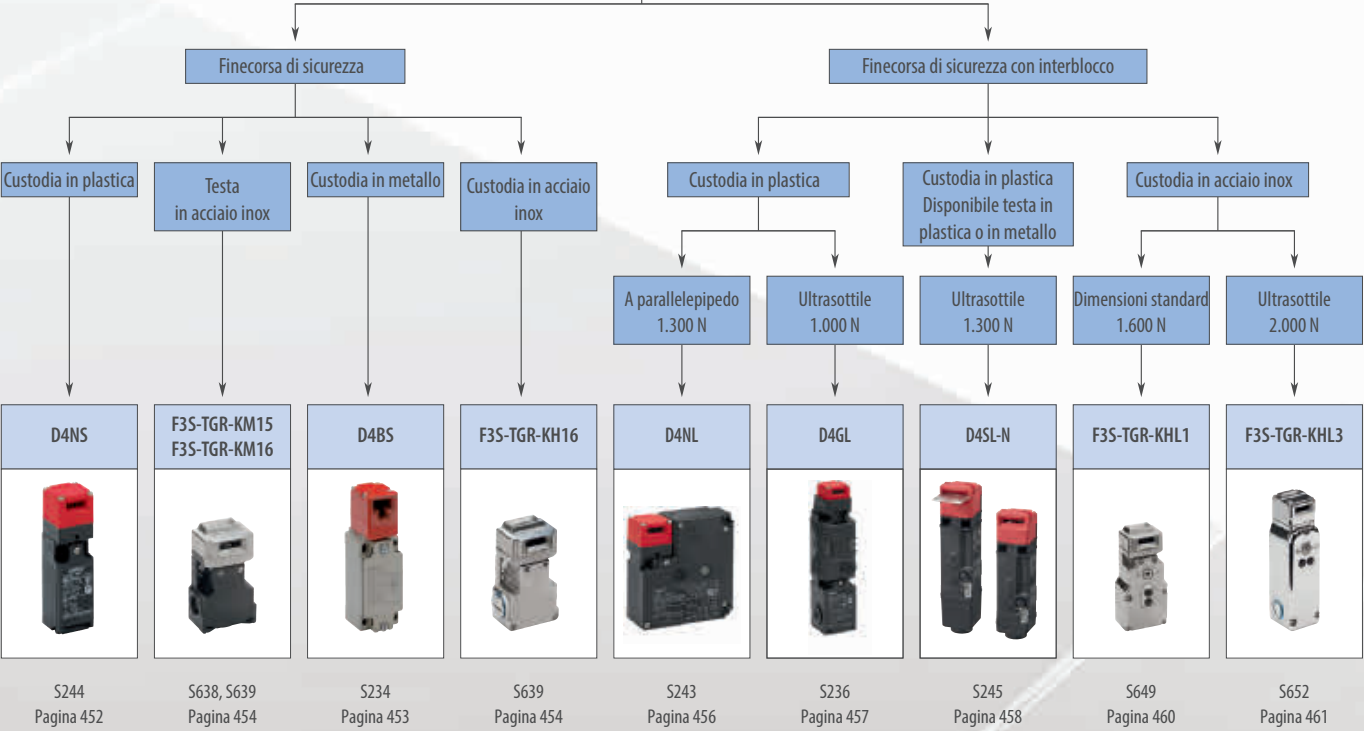 Finecorsa di sicurezza
Finecorsa di sicurezza con interblocco
Custodia in plastica
Testa
in acciaio inox
Custodia in metallo
Custodia in acciaio
inox
Custodia in plastica
Custodia in plastica
Disponibile testa in
plastica o in metallo
Custodia in acciaio inox
A parallelepipedo
1.300 N
Ultrasottile
1.000 N
Ultrasottile
1.300 N
Dimensioni standard
1.600 N
Ultrasottile
2.000 N
D4NS
F3S-TGR-KM15
F3S-TGR-KM16
D4BS
F3S-TGR-KH16
D4NL
D4GL
D4SL-N
F3S-TGR-KHL1
F3S-TGR-KHL3
S244
Pagina 452
S638, S639
Pagina 454
S234
Pagina 453
S639
Pagina 454
S243
Pagina 456
S236
Pagina 457
S245
Pagina 458
S649
Pagina 460
S652
Pagina 461